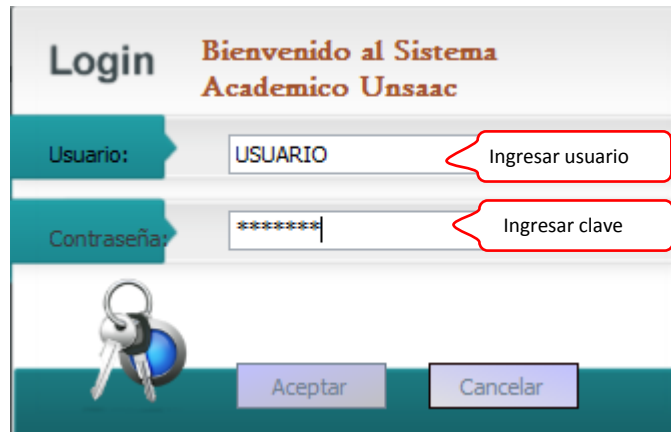 Login
Bienvenido al Sistema
Academico Unsaac
Usuario:
USUARIO
Ingresar usuario
Contraseña:
*******
Ingresar clave
Aceptar
Cancelar